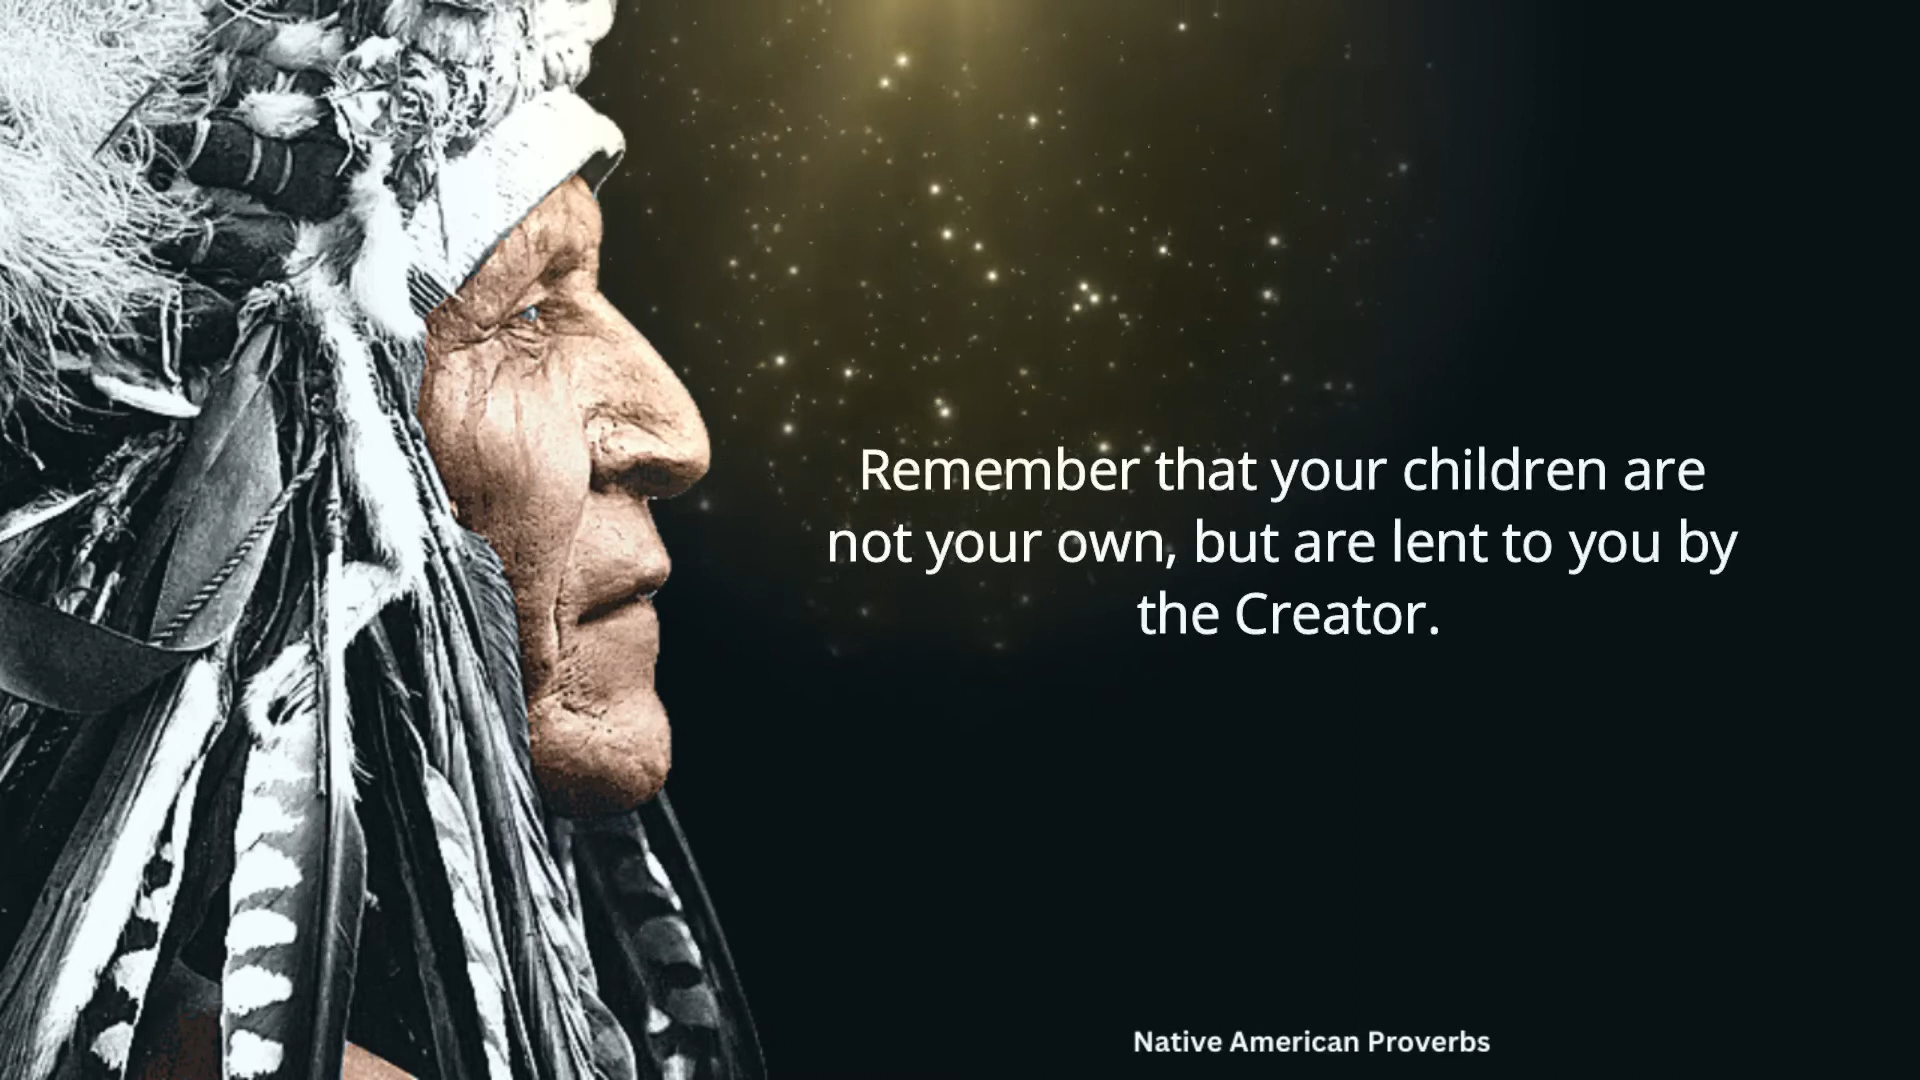 Remember that your children are
not your own, but are lent to you by
the Creator.
Native American Proverbs